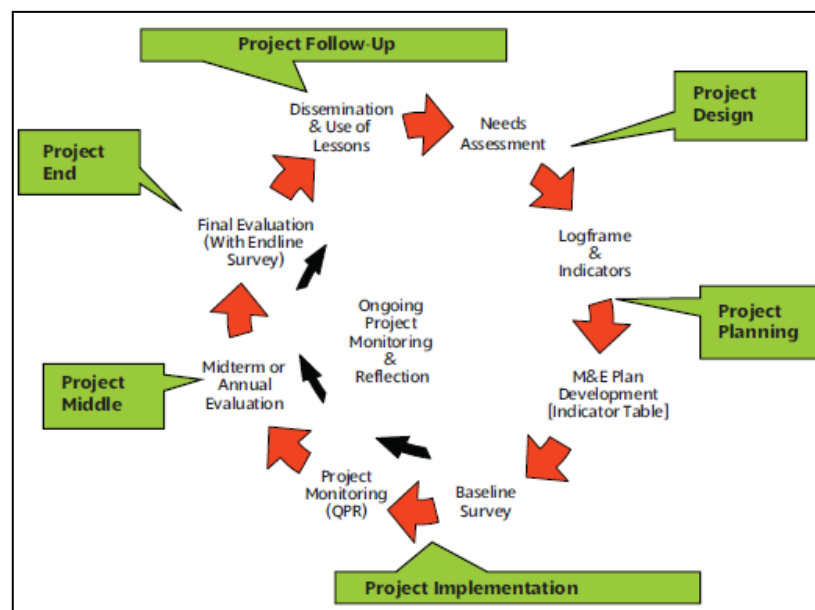 Project Follow-Up
Dissemination
& Use of
Lessons
Needs
Assessment
Project
Design
Project
End
Final Evaluation
(With Endline
Survey)
Logframe
&
Indicators
Ongoing
Project
Monitoring
&
Reflection
Project
Planning
Project
Middle
Midterm or
Annual
Evaluation
M&E Plan
Development
[Indicator Table]
Project
Monitoring
(QPR)
Baseline
Survey
Project Implementation